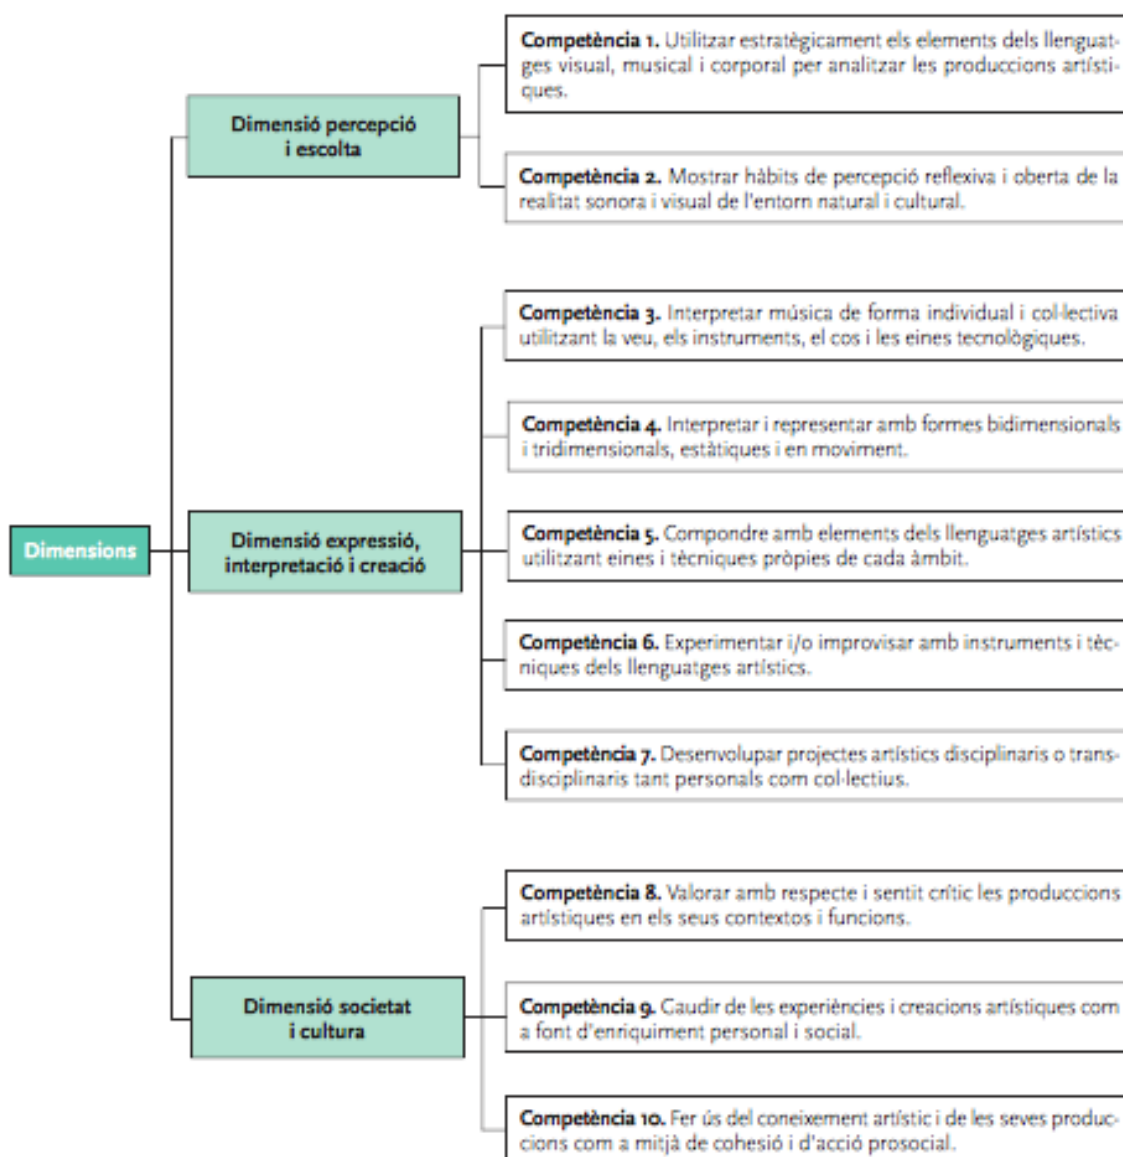 Competència 1. Utilitzar estratègicament els elements dels llenguat-
ges visual, musical i corporal per analitzar les produccions artísti-
ques.
Dimensió percepció
i escolta
Competència 2. Mostrar hàbits de percepció reflexiva i oberta de la
realitat sonora i visual de l'entorn natural i cultural.
Competència 3. Interpretar música de forma individual i col·lectiva
utilitzant la veu, els instruments, el cos i les eines tecnològiques.
Competència 4. Interpretar i representar amb formes bidimensionals
i tridimensionals, estàtiques i en moviment.
Dimensions
Dimensió expressió,
interpretació i creació
Competència 5. Compondre amb elements dels llenguatges artístics
utilitzant eines i tècniques pròpies de cada àmbit.
Competència 6. Experimentar i/o improvisar amb instruments i tèc-
niques dels llenguatges artístics.
Competència 7. Desenvolupar projectes artístics disciplinaris o trans-
disciplinaris tant personals com col·lectius.
Competència 8. Valorar amb respecte i sentit crític les produccions
artístiques en els seus contextos i funcions.
Dimensió societat
i cultura
Competència 9. Gaudir de les experiències i creacions artístiques com
a font d'enriquiment personal i social.
Competència 10. Fer ús del coneixement artístic i de les seves produc-
cions com a mitjà de cohesió i d'acció prosocial.